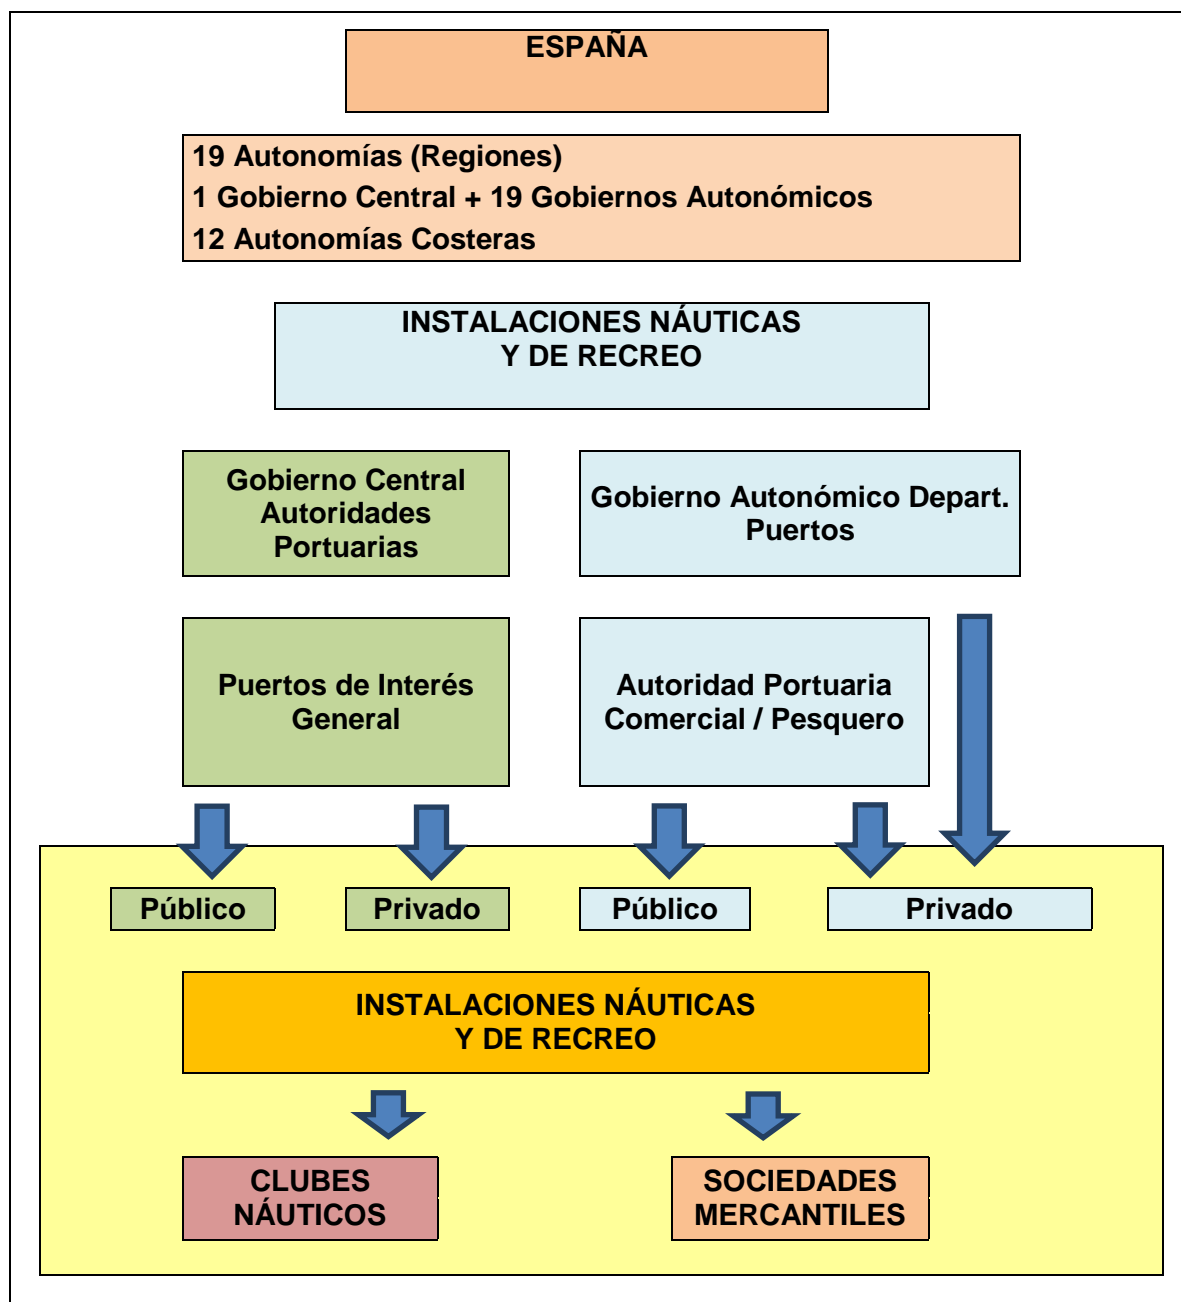 ESPAÑA
19 Autonomías (Regiones)
1 Gobierno Central + 19 Gobiernos Autonómicos
12 Autonomías Costeras
INSTALACIONES NÁUTICAS
Y DE RECREO
Gobierno Central
Autoridades
Portuarias
Gobierno Autonómico Depart.
Puertos
Puertos de Interés
General
Autoridad Portuaria
Comercial / Pesquero
Público
Privado
Público
Privado
INSTALACIONES NÁUTICAS
Y DE RECREO
CLUBES
NÁUTICOS
SOCIEDADES
MERCANTILES